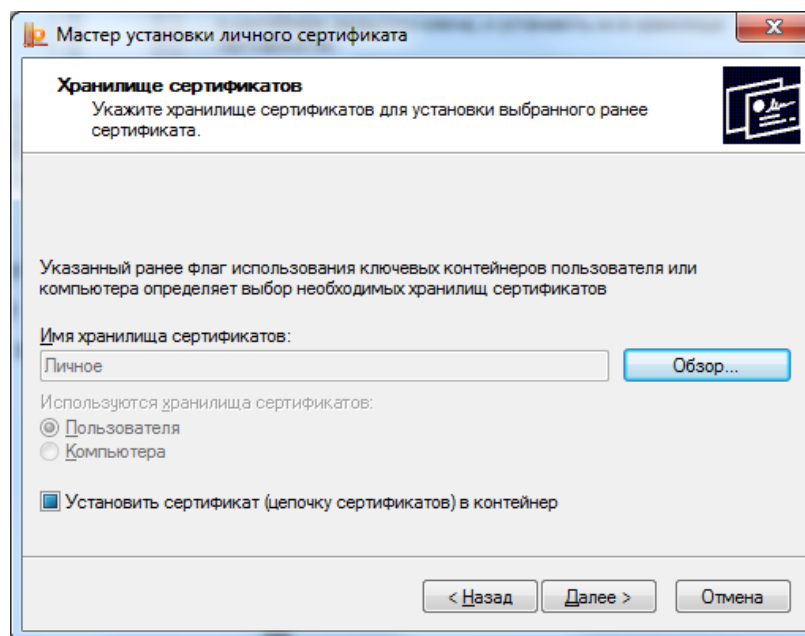 Мастер установки личного сертификата
Хранилище сертификатов
Укажите хранилище сертификатов для установки выбранного ранее
сертификата.
Указанный ранее флаг использования ключевых контейнеров пользователя или
компьютера определяет выбор необходимых хранилищ сертификатов
Имя хранилища сертификатов:
Личное
Обзор...
Используются хранилища сертификатов:
Пользователя
Компьютера
Установить сертификат (цепочку сертификатов) в контейнер
< Назад
Далее >
Отмена